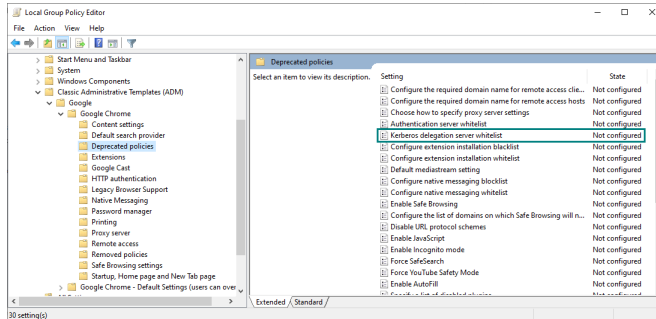 Local Group Policy Editor
File Action View Help
Start Menu and Taskbar
System
Windows Components
Classic Administrative Templates (ADM)
Google
Google Chrome
Content settings
Default search provider
Deprecated policies
Extensions
Google Cast
HTTP authentication
Legacy Browser Support
Native Messaging
Password manager
Printing
Proxy server
Remote access
Removed policies
Safe Browsing settings
Startup, Home page and New Tab page
Google Chrome - Default Settings (users can over
Deprecated policies
Select an item to view its description.
Setting State
Configure the required domain name for remote access clie... Not configured
Configure the required domain name for remote access hosts Not configured
Choose how to specify proxy server settings Not configured
Authentication server whitelist Not configured
Kerberos delegation server whitelist Not configured
Configure extension installation blacklist Not configured
Configure extension installation whitelist Not configured
Default mediastream setting Not configured
Configure native messaging blocklist Not configured
Configure native messaging whitelist Not configured
Enable Safe Browsing Not configured
Configure the list of domains on which Safe Browsing will n... Not configured
Disable URL protocol schemes Not configured
Enable JavaScript Not configured
Enable Incognito mode Not configured
Force SafeSearch Not configured
Force YouTube Safety Mode Not configured
Enable AutoFill Not configured
Extended Standard
30 setting(s)